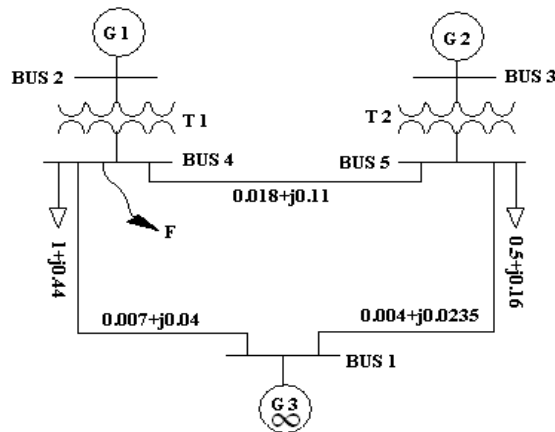 G 1
G 2
BUS 2
BUS 3
T 1
T 2
BUS 4
BUS 5
0.018+j0.11
F
1+j0.44
0.5+j0.16
0.007+j0.04
0.004+j0.0235
BUS 1
G 3
∞